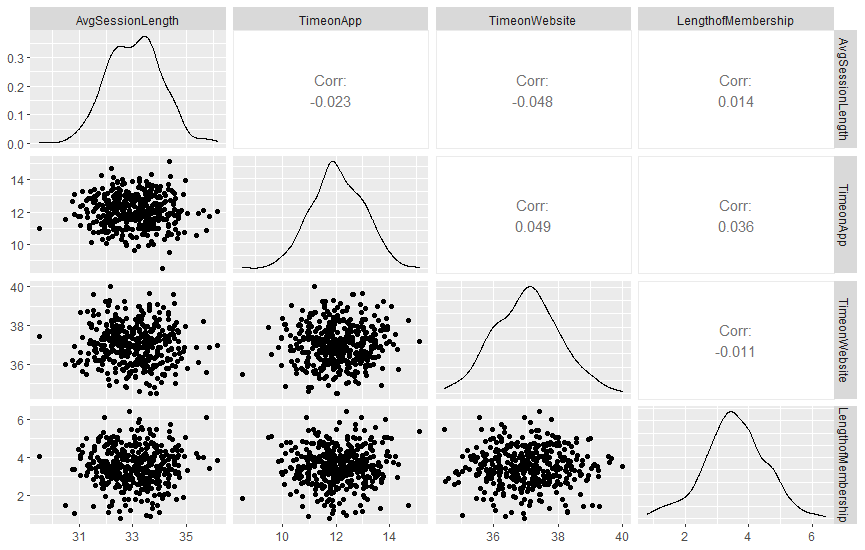 AvgSessionLength TimeonApp TimeonWebsite LengthofMembership
0.3
0.2
0.1
0.0
Corr:
-0.023
Corr:
-0.048
Corr:
0.014
AvgSessionLength
14
12
10
Corr:
0.049
Corr:
0.036
TimeonApp
40
38
36
Corr:
-0.011
TimeonWebsite
6
4
2
LengthofMembership
31 33 35 10 12 14 36 38 40 2 4 6